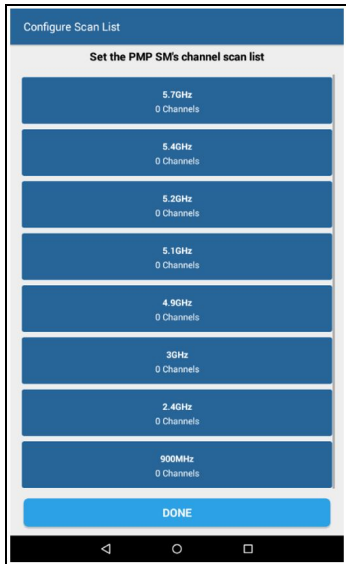 Configure Scan List
Set the PMP SM's channel scan list
5.7GHz
0 Channels
5.4GHz
0 Channels
5.2GHz
0 Channels
5.1GHz
0 Channels
4.9GHz
0 Channels
3GHz
0 Channels
2.4GHz
0 Channels
900MHz
0 Channels
DONE